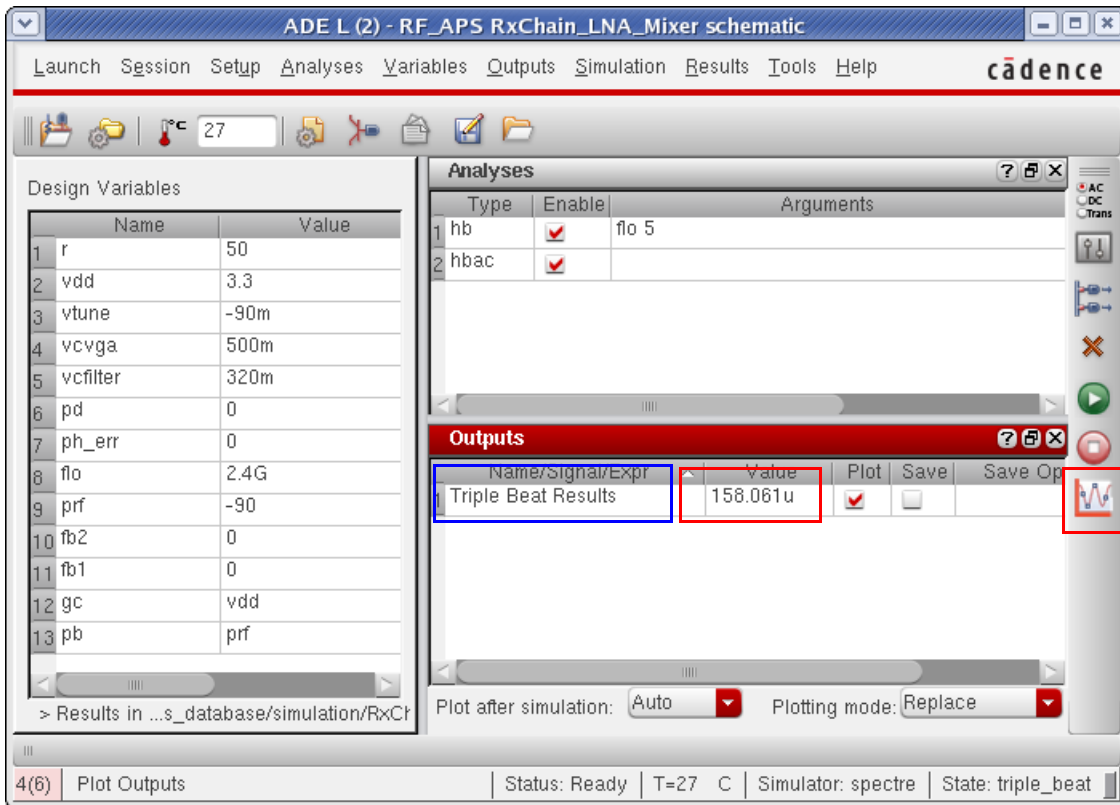 ADE L (2) - RF_APS RxChain_LNA_Mixer schematic
Launch Session Setup Analyses Variables Outputs Simulation Results Tools Help cādence
°C 27
Design Variables
Name Value
1 r 50
2 vdd 3.3
3 vtune -90m
4 vcvga 500m
5 vcfilter 320m
6 pd 0
7 ph_err 0
8 flo 2.4G
9 prf -90
10 fb2 0
11 fb1 0
12 gc vdd
13 pb prf
> Results in ...s_database/simulation/RxCh
Analyses ?
Type Enable Arguments
1 hb flo 5
2 hbac
AC
DC
Trans
Outputs ?
Name/Signal/Expr Value Plot Save Save Op
1 Triple Beat Results 158.061u
Plot after simulation: Auto Plotting mode: Replace
4(6) Plot Outputs Status: Ready T=27 C Simulator: spectre State: triple_beat